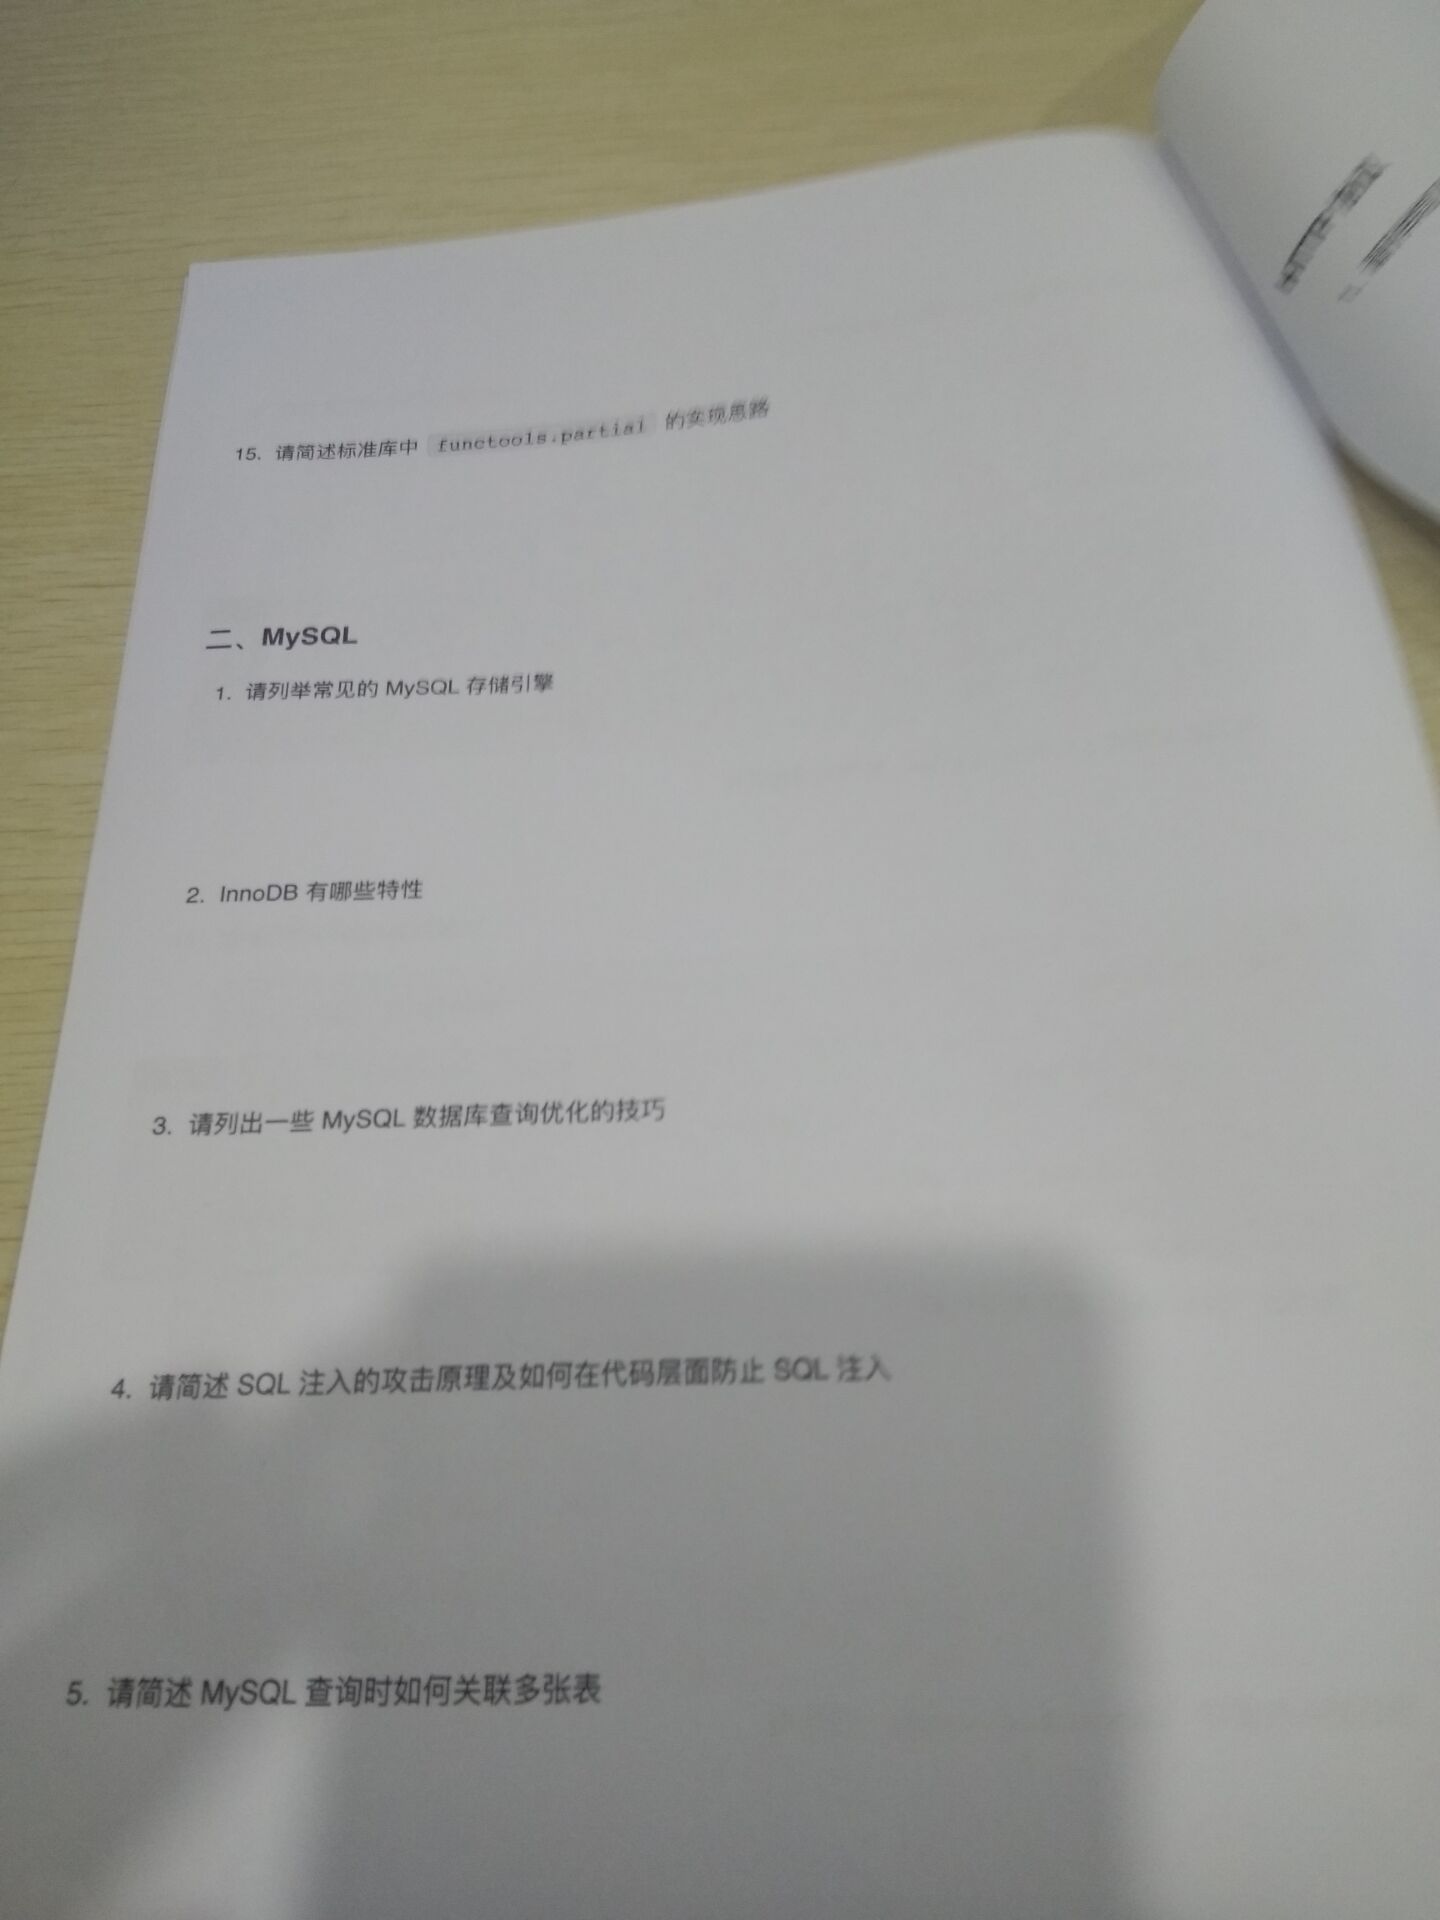 15. 请简述标准库中 functools.partial 的实现思路
二、MySQL
1. 请列举常见的 MySQL 存储引擎
2. InnoDB 有哪些特性
3. 请列出一些 MySQL 数据库查询优化的技巧
4. 请简述 SQL 注入的攻击原理及如何在代码层面防止 SQL 注入
5. 请简述 MySQL 查询时如何关联多张表